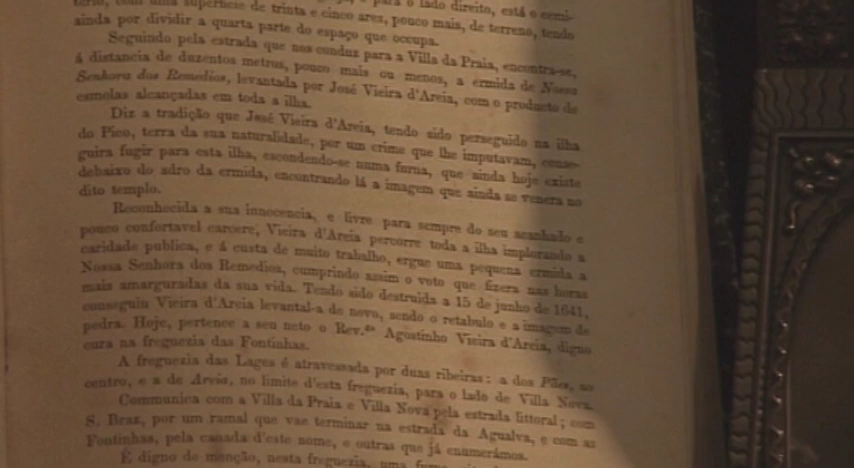 terio, com uma superficie de trinta e cinco ares, pouco mais, de terreno, tendo
ainda por dividir a quarta parte do espaço que occupa.
Seguindo pela estrada que nos conduz para a Villa da Praia, encontra-se,
á distancia de duzentos metros, pouco mais ou menos, a ermida de Nossa
Senhora dos Remedios, levantada por José Vieira d'Areia, com o producto de
esmolas alcançadas em toda a ilha.
Diz a tradição que José Vieira d'Areia, tendo sido perseguido na ilha
do Pico, terra da sua naturalidade, por um crime que lhe imputavam, conse-
guira fugir para esta ilha, escondendo-se numa furna, que ainda hoje existe
debaixo do adro da ermida, encontrando lá a imagem que ainda se venera no
dito templo.
Reconhecida a sua innocencia, e livre para sempre do seu acanhado e
pouco confortavel carcere, Vieira d'Areia percorre toda a ilha implorando a
caridade publica, e á custa de muito trabalho, ergue uma pequena ermida a
Nossa Senhora dos Remedios, cumprindo assim o voto que fizera nas horas
mais amarguradas da sua vida. Tendo sido destruida a 15 de junho de 1641,
conseguiu Vieira d'Areia levantal-a de novo, sendo o retabulo e a imagem de
pedra. Hoje, pertence a seu neto o Rev.do Agostinho Vieira d'Areia, digno
cura na freguezia das Fontinhas.
A freguezia das Lages é atravessada por duas ribeiras: a dos Pães, no
centro, e a de Areia, no limite d'esta freguezia, para o lado de Villa Nova.
Communica com a Villa da Praia e Villa Nova pela estrada littoral; com
S. Braz, por um ramal que vae terminar na estrada da Agualva, e com as
Fontinhas, pela canada d'este nome, e outras que já enumerámos.
É digno de menção, nesta freguezia, uma